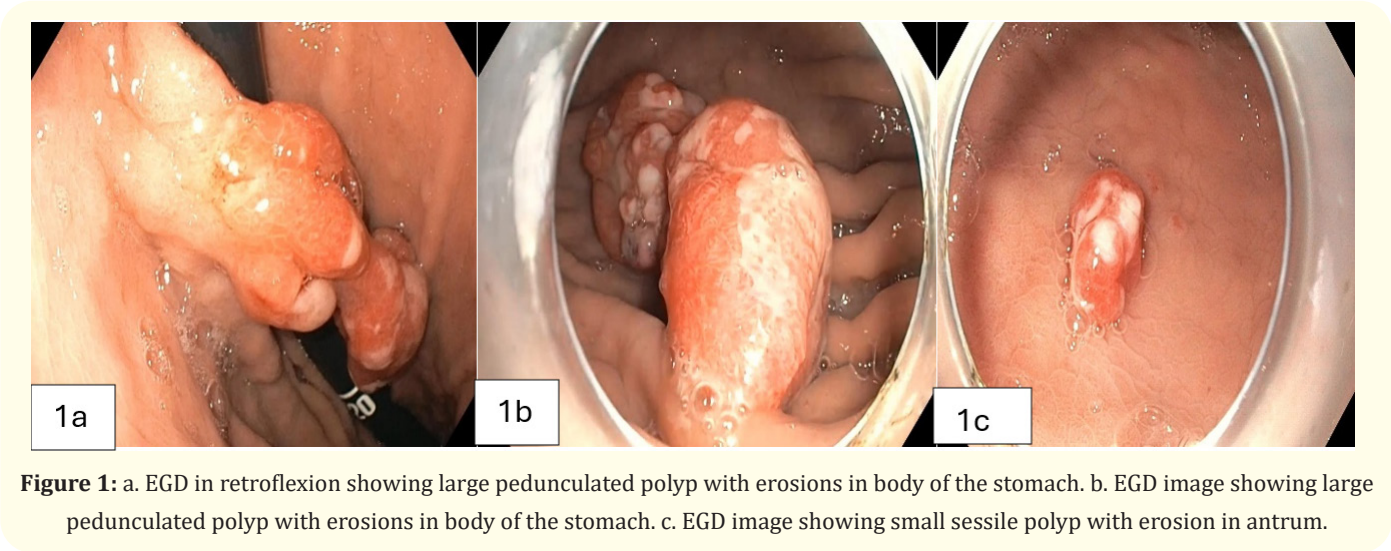 20
1a
1b
1c
Figure 1: a. EGD in retroflexion showing large pedunculated polyp with erosions in body of the stomach. b. EGD image showing large
pedunculated polyp with erosions in body of the stomach. c. EGD image showing small sessile polyp with erosion in antrum.